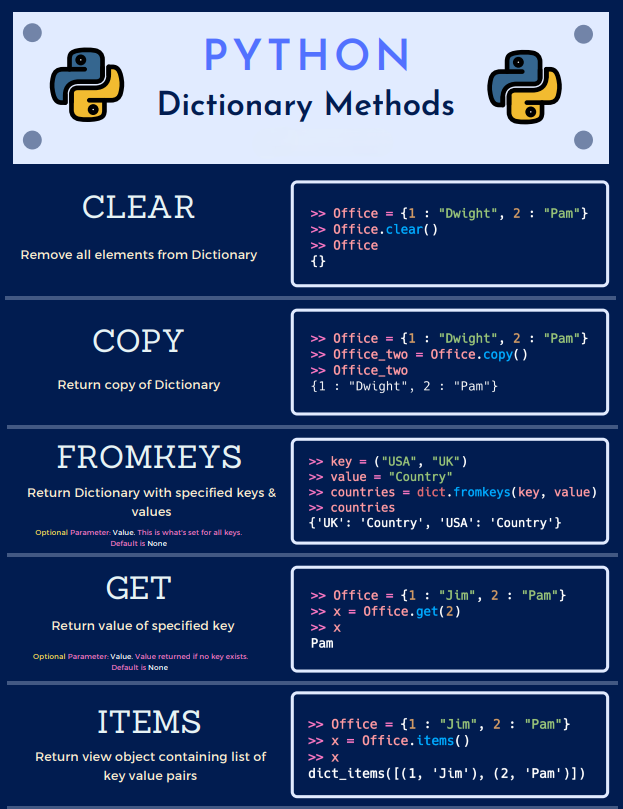 PYTHON
Dictionary Methods
CLEAR
Remove all elements from Dictionary
>> Office = {1 : "Dwight", 2 : "Pam"}
>> Office.clear()
>> Office
{}
COPY
Return copy of Dictionary
>> Office = {1 : "Dwight", 2 : "Pam"}
>> Office_two = Office.copy()
>> Office_two
{1 : "Dwight", 2 : "Pam"}
FROMKEYS
Return Dictionary with specified keys &
values
Optional Parameter: Value. This is what's set for all keys.
Default is None
>> key = ("USA", "UK")
>> value = "Country"
>> countries = dict.fromkeys(key, value)
>> countries
{'UK': 'Country', 'USA': 'Country'}
GET
Return value of specified key
Optional Parameter: Value. Value returned if no key exists.
Default is None
>> Office = {1 : "Jim", 2 : "Pam"}
>> x = Office.get(2)
>> x
Pam
ITEMS
Return view object containing list of
key value pairs
>> Office = {1 : "Jim", 2 : "Pam"}
>> x = Office.items()
>> x
dict_items([(1, 'Jim'), (2, 'Pam')])